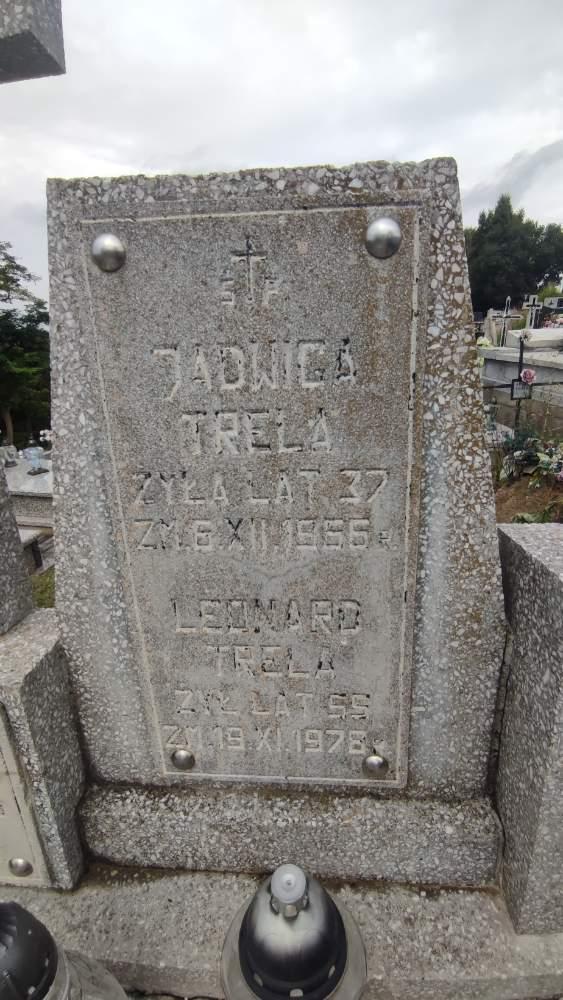 Ś P
JADWIGA
TRELA
ŻYŁA LAT 37
ZM. 6.XII.1966 R.
LEONARD
TRELA
ŻYŁ LAT 55
ZM. 19 XI.1978 R.